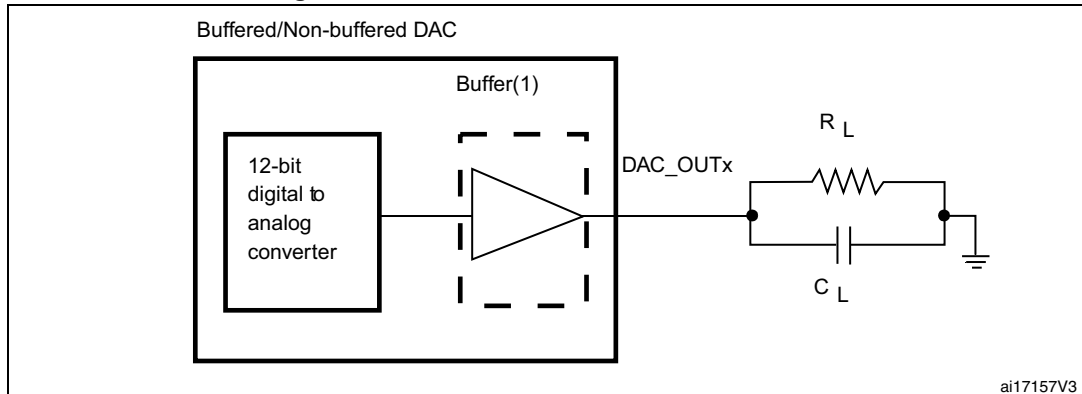 Buffered/Non-buffered DAC
Buffer(1)
12-bit
digital to
analog
converter
DAC_OUTx
R L
C L
ai17157V3